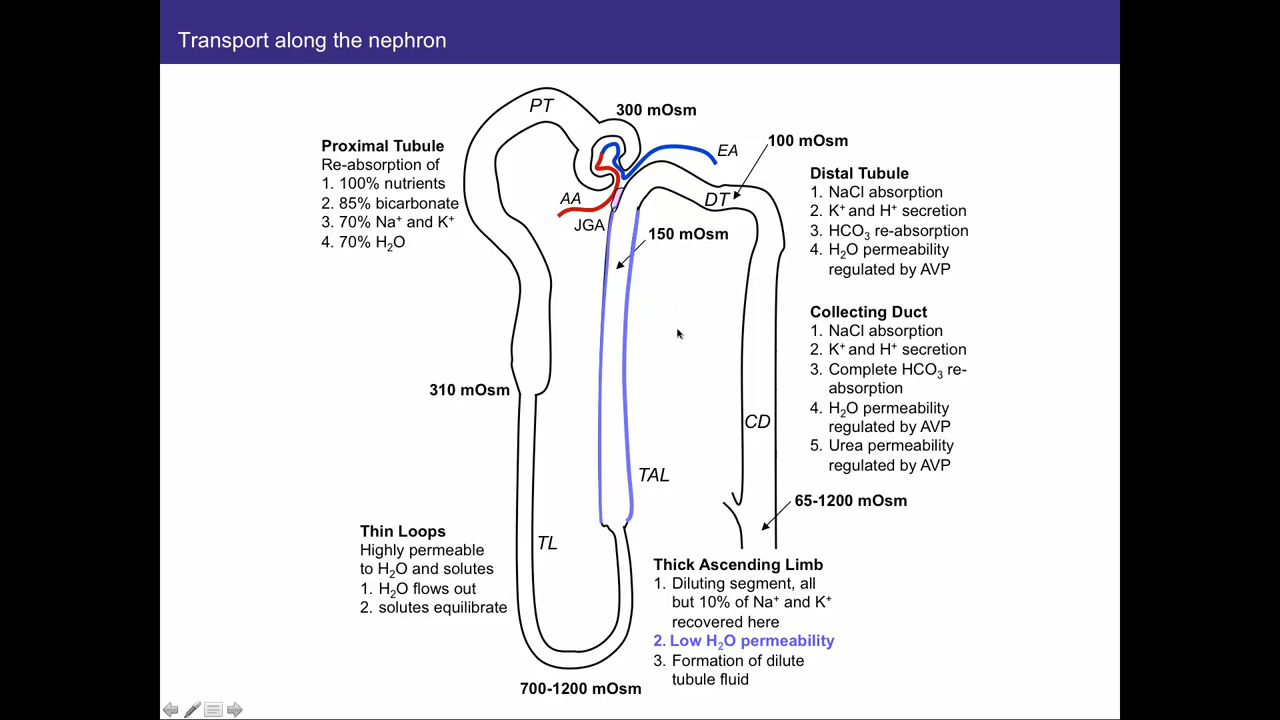 Transport along the nephron
PT
300 mOsm
Proximal Tubule
Re-absorption of
1. 100% nutrients
2. 85% bicarbonate
3. 70% Na⁺ and K⁺
4. 70% H₂O
AA
JGA
EA
100 mOsm
DT
150 mOsm
Distal Tubule
1. NaCl absorption
2. K⁺ and H⁺ secretion
3. HCO₃ re-absorption
4. H₂O permeability
regulated by AVP
Collecting Duct
1. NaCl absorption
2. K⁺ and H⁺ secretion
3. Complete HCO₃ re-
absorption
4. H₂O permeability
regulated by AVP
5. Urea permeability
regulated by AVP
310 mOsm
CD
TAL
65-1200 mOsm
Thin Loops
Highly permeable
to H₂O and solutes
1. H₂O flows out
2. solutes equilibrate
TL
Thick Ascending Limb
1. Diluting segment, all
but 10% of Na⁺ and K⁺
recovered here
2. Low H₂O permeability
3. Formation of dilute
tubule fluid
700-1200 mOsm